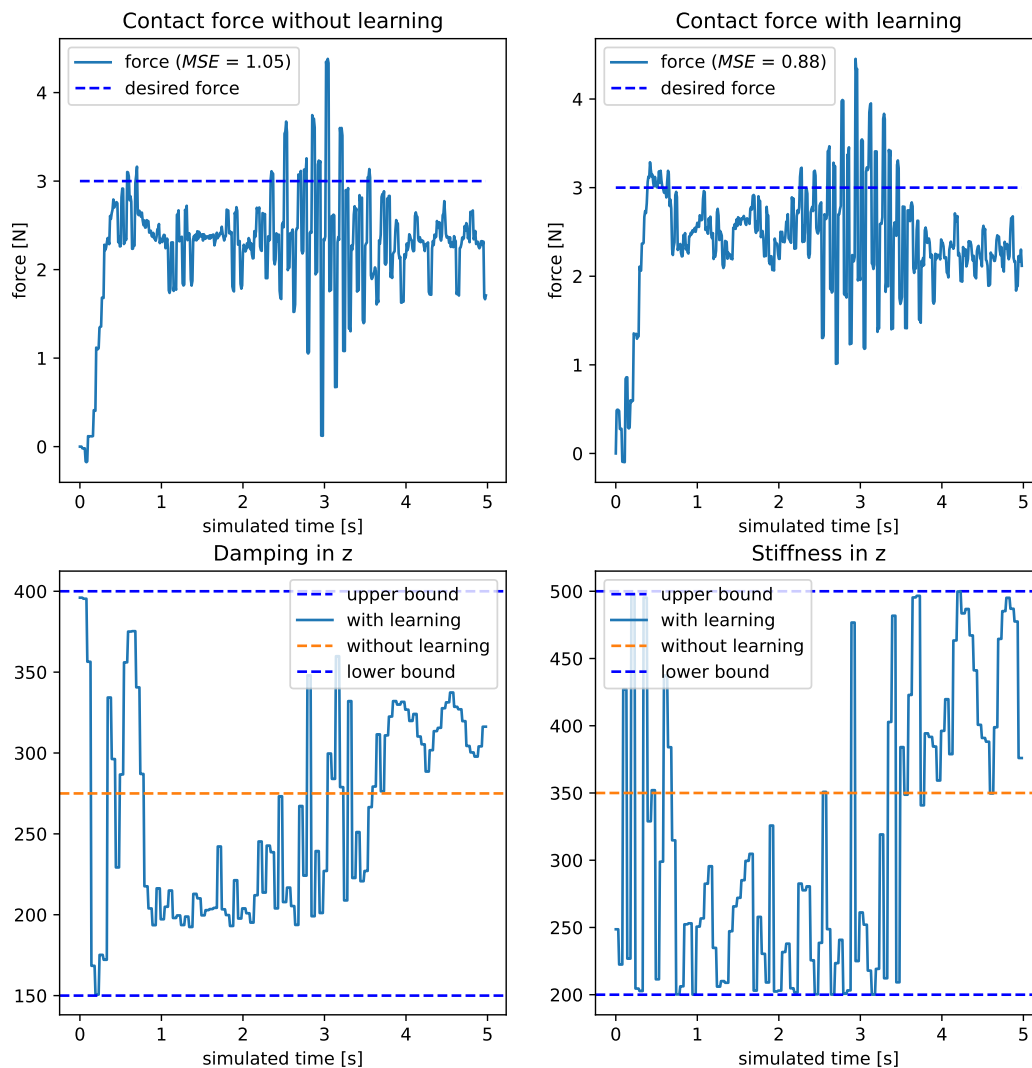 Contact force without learning
force (MSE = 1.05)
desired force
force [N]
4
3
2
1
0
0 1 2 3 4 5
simulated time [s]
Contact force with learning
force (MSE = 0.88)
desired force
force [N]
4
3
2
1
0
0 1 2 3 4 5
simulated time [s]
Damping in z
upper bound
with learning
without learning
lower bound
400
350
300
250
200
150
0 1 2 3 4 5
simulated time [s]
Stiffness in z
upper bound
with learning
without learning
lower bound
500
450
400
350
300
250
200
0 1 2 3 4 5
simulated time [s]